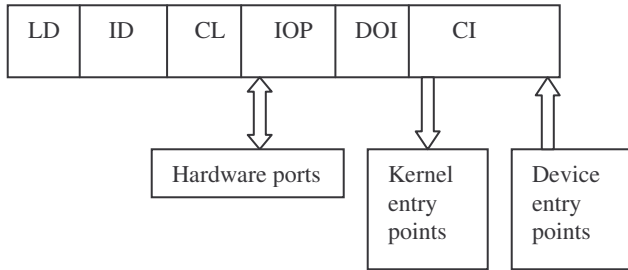 LD ID CL IOP DOI CI
Hardware ports
Kernel
entry
points
Device
entry
points